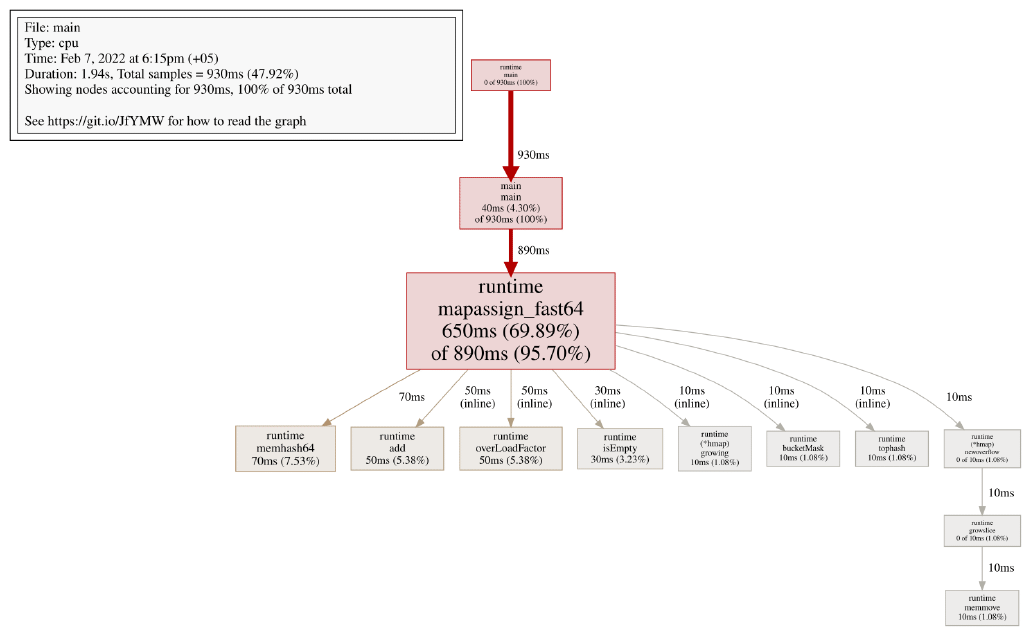 File: main
Type: cpu
Time: Feb 7, 2022 at 6:15pm (+05)
Duration: 1.94s, Total samples = 930ms (47.92%)
Showing nodes accounting for 930ms, 100% of 930ms total
See https://git.io/JfYMW for how to read the graph
runtime
main
0 of 930ms (100%)
930ms
main
main
40ms (4.30%)
of 930ms (100%)
890ms
runtime
mapassign_fast64
650ms (69.89%)
of 890ms (95.70%)
70ms
50ms
(inline)
50ms
(inline)
30ms
(inline)
10ms
(inline)
10ms
(inline)
10ms
(inline)
10ms
runtime
memhash64
70ms (7.53%)
runtime
add
50ms (5.38%)
runtime
overLoadFactor
50ms (5.38%)
runtime
isEmpty
30ms (3.23%)
runtime
(*hmap)
growing
10ms (1.08%)
runtime
bucketMask
10ms (1.08%)
runtime
tophash
10ms (1.08%)
runtime
(*hmap)
newoverflow
0 of 10ms (1.08%)
10ms
runtime
growslice
0 of 10ms (1.08%)
10ms
runtime
memmove
10ms (1.08%)